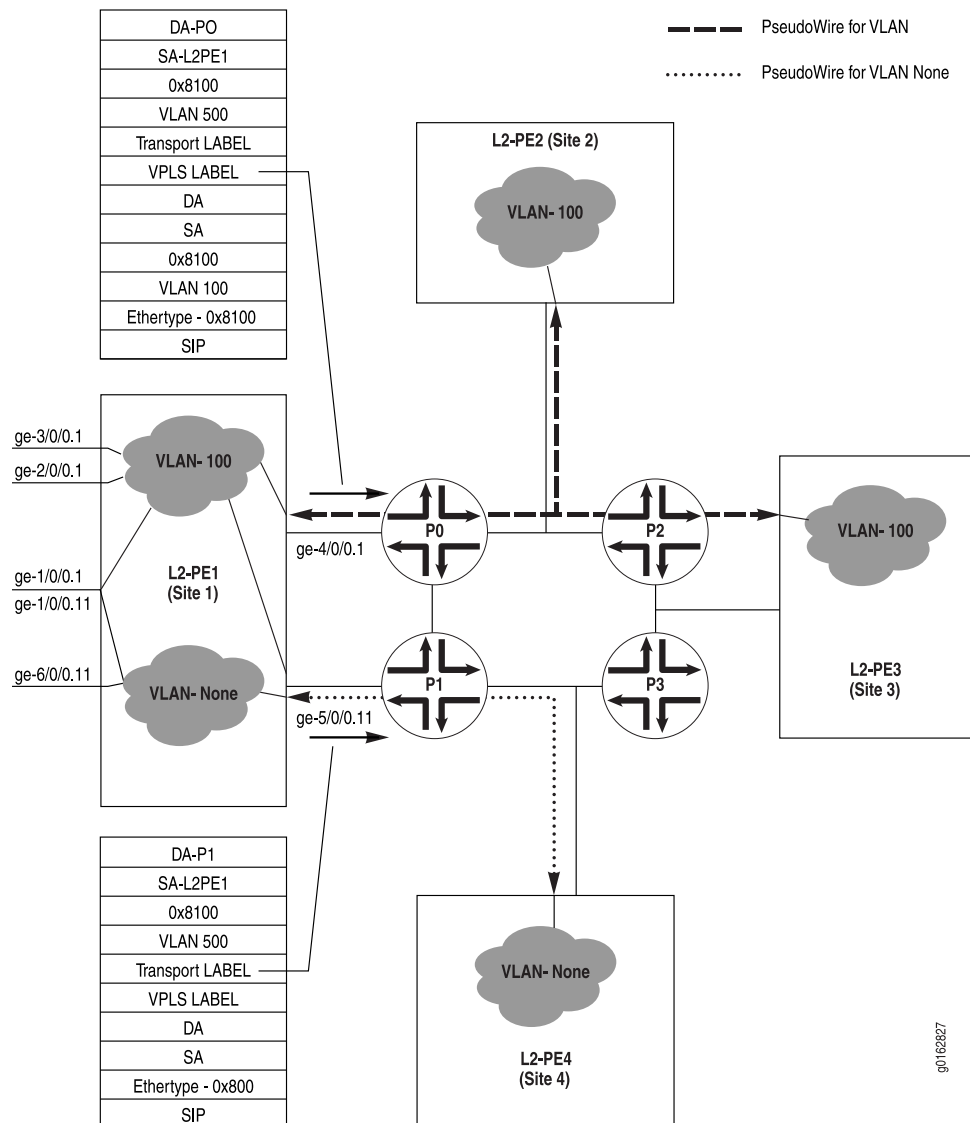 DA-PO
SA-L2PE1
0x8100
VLAN 500
Transport LABEL
VPLS LABEL
DA
SA
0x8100
VLAN 100
Ethertype - 0x8100
SIP
PseudoWire for VLAN
PseudoWire for VLAN None
L2-PE2 (Site 2)
VLAN- 100
ge-3/0/0.1
ge-2/0/0.1
VLAN- 100
ge-1/0/0.1
ge-1/0/0.11
L2-PE1
(Site 1)
ge-6/0/0.11
VLAN- None
ge-4/0/0.1
ge-5/0/0.11
P0
P2
P1
P3
VLAN- 100
L2-PE3
(Site 3)
DA-P1
SA-L2PE1
0x8100
VLAN 500
Transport LABEL
VPLS LABEL
DA
SA
Ethertype - 0x800
SIP
VLAN- None
L2-PE4
(Site 4)
g0162827